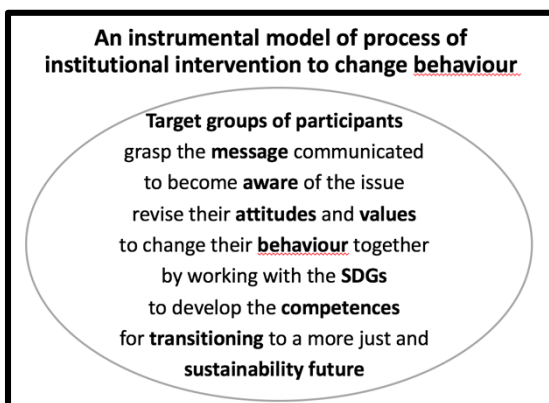 An instrumental model of process of
institutional intervention to change behaviour
Target groups of participants
grasp the message communicated
to become aware of the issue
revise their attitudes and values
to change their behaviour together
by working with the SDGs
to develop the competences
for transitioning to a more just and
sustainability future